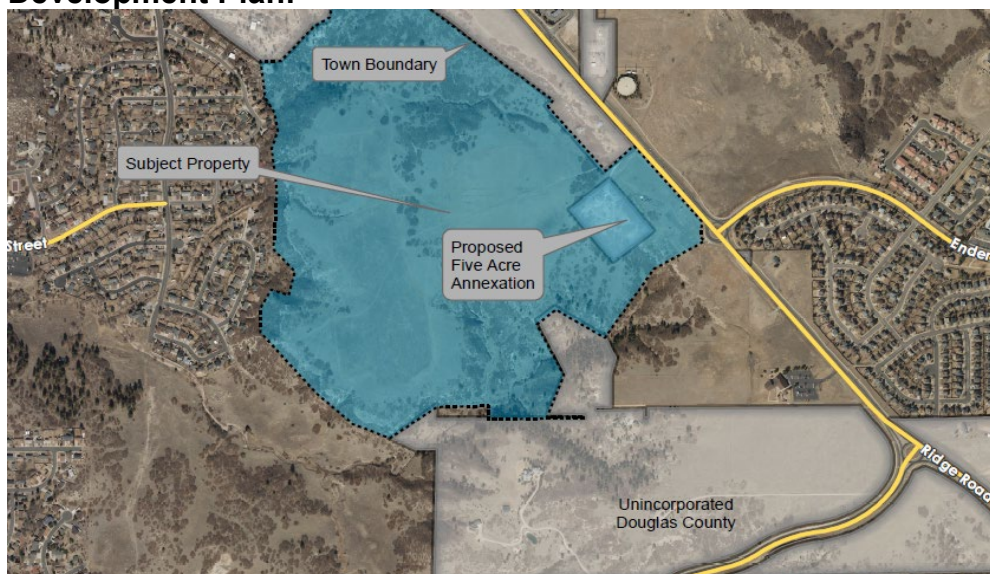 Development Plan.
Town Boundary
Subject Property
Street
Proposed
Five Acre
Annexation
Ender
Unincorporated
Douglas County
Ridge Road